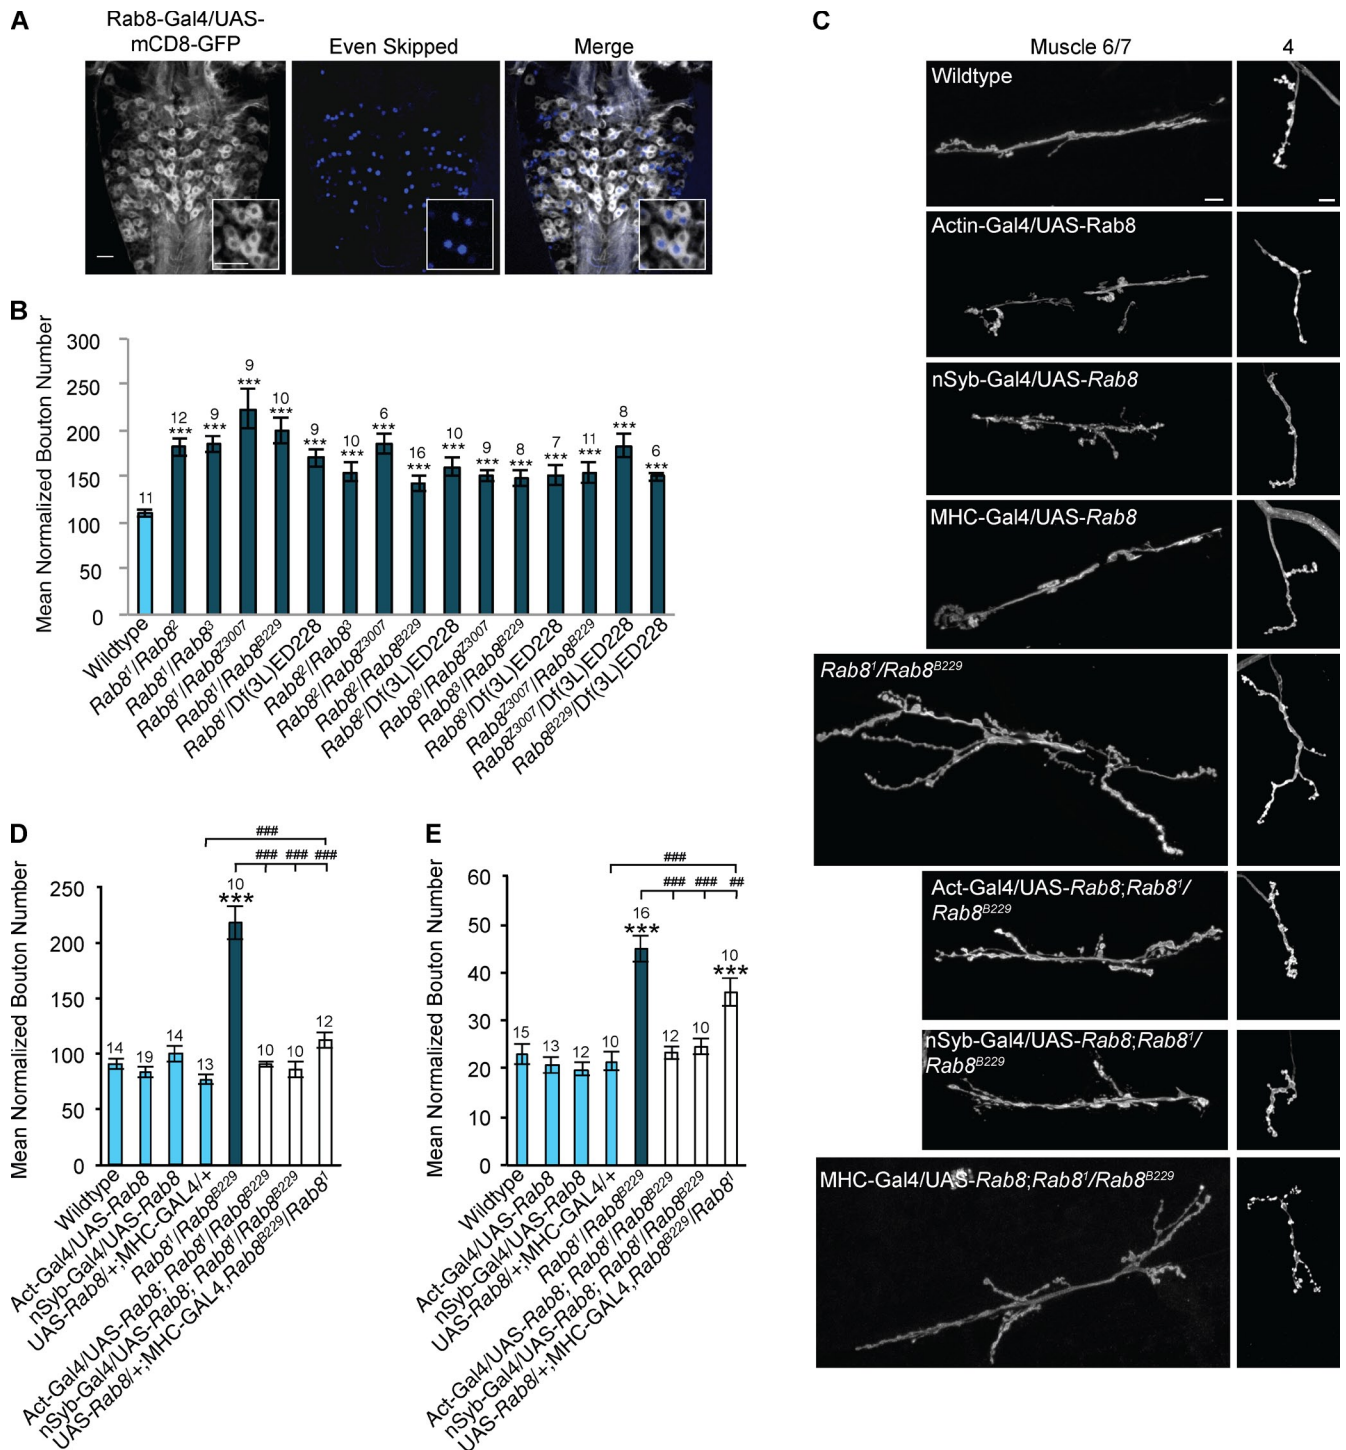 A
Rab8-Gal4/UAS-
mCD8-GFP
Even Skipped
Merge
B
Mean Normalized Bouton Number
300
250
200
150
100
50
0
11
12
***
9
***
9
***
10
***
9
***
10
***
6
***
16
***
10
***
9
***
8
***
7
***
11
***
8
***
6
***
Wildtype
Rab8¹/Rab8²
Rab8¹/Rab8³
Rab8¹/Rab8ᶻ³⁰⁰⁷
Rab8¹/Rab8ᴮ²²⁹
Rab8¹/Df(3L)ED228
Rab8²/Rab8³
Rab8²/Rab8ᶻ³⁰⁰⁷
Rab8²/Rab8ᴮ²²⁹
Rab8²/Df(3L)ED228
Rab8³/Rab8ᶻ³⁰⁰⁷
Rab8³/Rab8ᴮ²²⁹
Rab8³/Df(3L)ED228
Rab8ᶻ³⁰⁰⁷/Rab8ᴮ²²⁹
Rab8ᶻ³⁰⁰⁷/Df(3L)ED228
Rab8ᴮ²²⁹/Df(3L)ED228
C
Muscle 6/7
4
Wildtype
Actin-Gal4/UAS-Rab8
nSyb-Gal4/UAS-Rab8
MHC-Gal4/UAS-Rab8
Rab8¹/Rab8ᴮ²²⁹
Act-Gal4/UAS-Rab8;Rab8¹/
Rab8ᴮ²²⁹
nSyb-Gal4/UAS-Rab8;Rab8¹/
Rab8ᴮ²²⁹
MHC-Gal4/UAS-Rab8;Rab8¹/Rab8ᴮ²²⁹
D
Mean Normalized Bouton Number
250
200
150
100
50
0
###
### ### ###
14
19
14
13
10
***
10
10
12
Wildtype
Act-Gal4/UAS-Rab8
nSyb-Gal4/UAS-Rab8
UAS-Rab8/+;MHC-GAL4/+
Rab8¹/Rab8ᴮ²²⁹
Act-Gal4/UAS-Rab8; Rab8¹/Rab8ᴮ²²⁹
nSyb-Gal4/UAS-Rab8; Rab8¹/Rab8ᴮ²²⁹
UAS-Rab8/+;MHC-GAL4, Rab8ᴮ²²⁹/Rab8¹
E
Mean Normalized Bouton Number
60
50
40
30
20
10
0
###
### ### ##
15
13
12
10
16
***
12
10
10
***
Wildtype
Act-Gal4/UAS-Rab8
nSyb-Gal4/UAS-Rab8
UAS-Rab8/+;MHC-GAL4/+
Rab8¹/Rab8ᴮ²²⁹
Act-Gal4/UAS-Rab8; Rab8¹/Rab8ᴮ²²⁹
nSyb-Gal4/UAS-Rab8; Rab8¹/Rab8ᴮ²²⁹
UAS-Rab8/+;MHC-GAL4, Rab8ᴮ²²⁹/Rab8¹